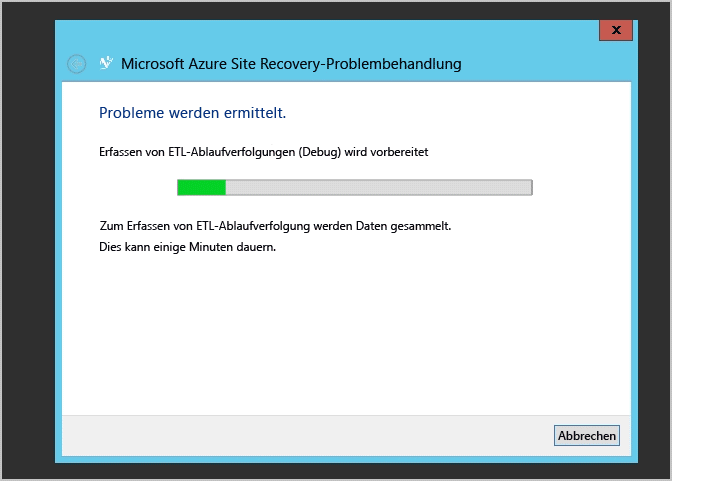 x
Microsoft Azure Site Recovery-Problembehandlung
Probleme werden ermittelt.
Erfassen von ETL-Ablaufverfolgungen (Debug) wird vorbereitet
Zum Erfassen von ETL-Ablaufverfolgung werden Daten gesammelt.
Dies kann einige Minuten dauern.
Abbrechen